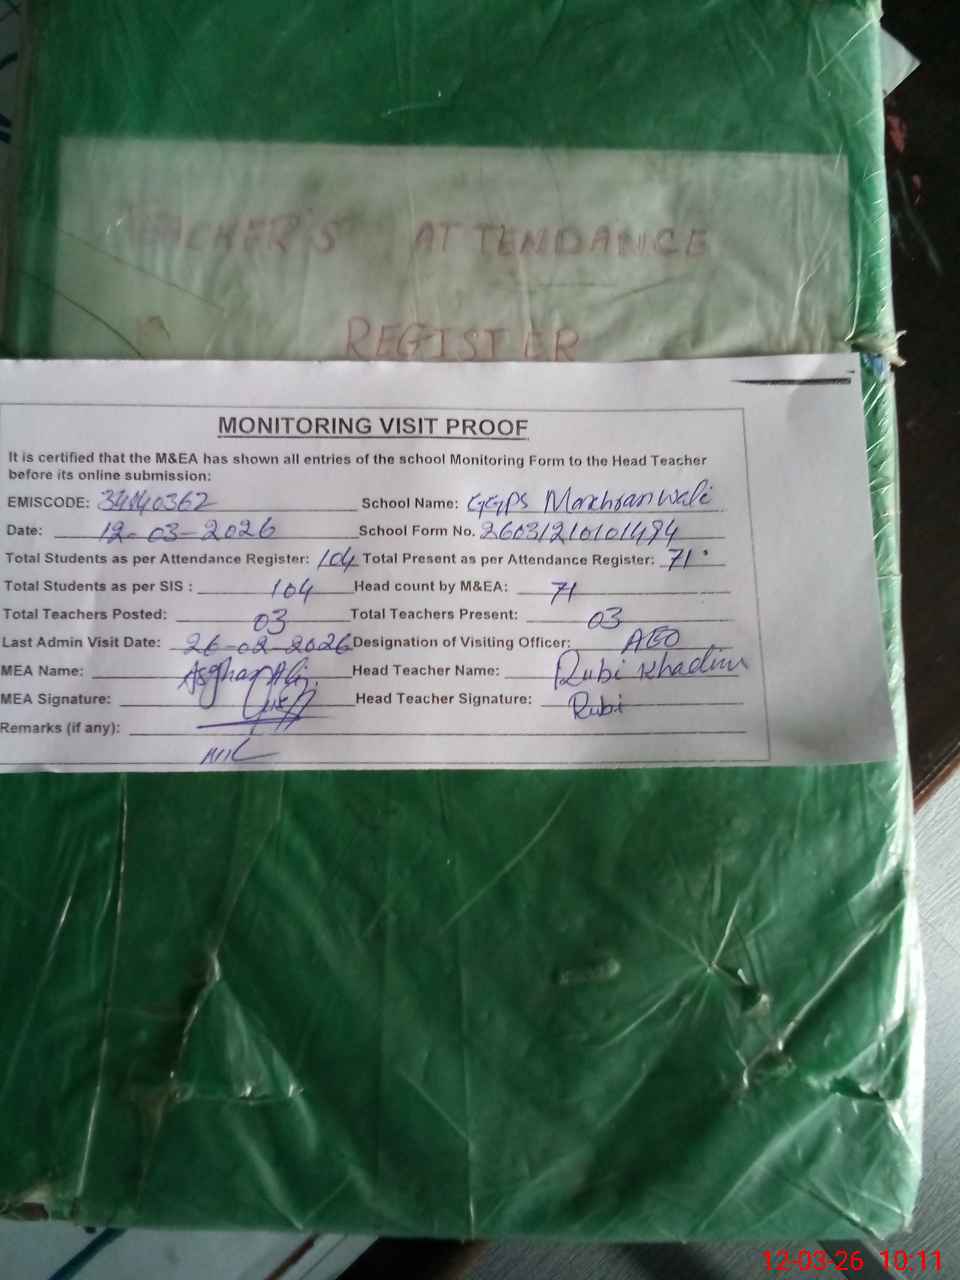 TEACHER'S ATTENDANCE
REGISTER
MONITORING VISIT PROOF
It is certified that the M&EA has shown all entries of the school Monitoring Form to the Head Teacher
before its online submission:
EMISCODE: 34140362 School Name: GGPS
Date: 12-03-2026 School Form No. 26031210101494
Total Students as per Attendance Register: 104 Total Present as per Attendance Register: 71
Total Students as per SIS : 104 Head count by M&EA: 71
Total Teachers Posted: 03 Total Teachers Present: 03
Last Admin Visit Date: 26-02-2026 Designation of Visiting Officer: AEO
MEA Name: Asghar Ali Head Teacher Name: Rubi Khadim
MEA Signature: Head Teacher Signature: Rubi
Remarks (if any):
NIL
12-03-26 10:11